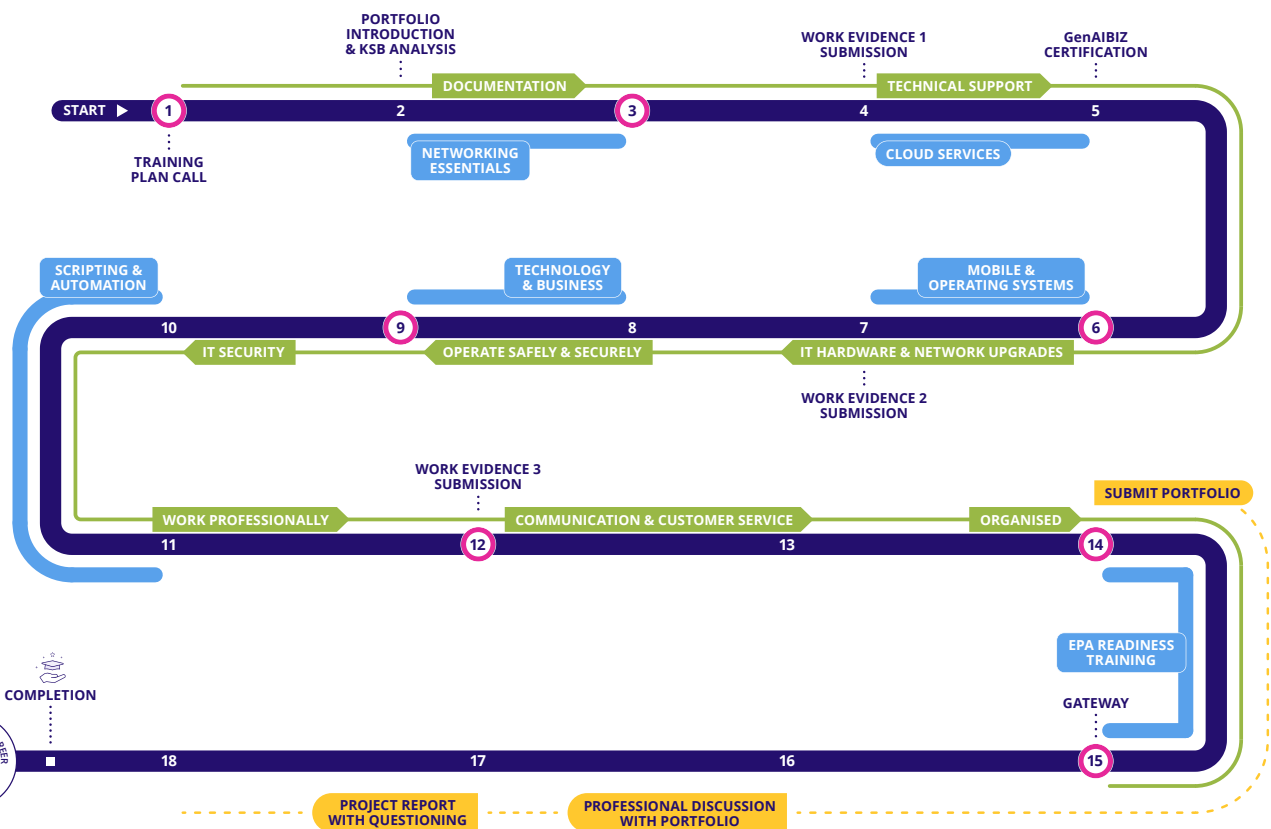 PORTFOLIO
INTRODUCTION
& KSB ANALYSIS
WORK EVIDENCE 1
SUBMISSION
GenAIBIZ
CERTIFICATION
DOCUMENTATION
TECHNICAL SUPPORT
START
1
2
3
4
5
TRAINING
PLAN CALL
NETWORKING
ESSENTIALS
CLOUD SERVICES
SCRIPTING &
AUTOMATION
TECHNOLOGY
& BUSINESS
MOBILE &
OPERATING SYSTEMS
10
9
8
7
6
IT SECURITY
OPERATE SAFELY & SECURELY
IT HARDWARE & NETWORK UPGRADES
WORK EVIDENCE 2
SUBMISSION
WORK EVIDENCE 3
SUBMISSION
SUBMIT PORTFOLIO
WORK PROFESSIONALLY
COMMUNICATION & CUSTOMER SERVICE
ORGANISED
11
12
13
14
EPA READINESS
TRAINING
COMPLETION
GATEWAY
18
17
16
15
PROJECT REPORT
WITH QUESTIONING
PROFESSIONAL DISCUSSION
WITH PORTFOLIO